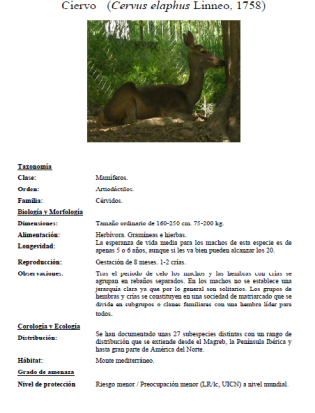 Ciervo (Cervus elaphus Linneo, 1758)
Taxonomía
Clase: Mamíferos.
Orden: Artiodáctilos.
Familia: Cérvidos.
Biología y Morfología
Dimensiones: Tamaño ordinario de 160-250 cm. 75-200 kg.
Alimentación: Herbívora. Gramíneas e hierbas.
Longevidad: La esperanza de vida media para los machos de esta especie es de
apenas 5 o 6 años, aunque si les va bien pueden alcanzar los 20.
Reproducción: Gestación de 8 meses. 1-2 crías.
Observaciones: Tras el periodo de celo los machos y las hembras con crías se
agrupan en rebaños separados. En los machos no se establece una
jerarquía clara ya que por lo general son solitarios. Los grupos de
hembras y crías se constituyen en una sociedad de matriarcado que se
divide en subgrupos o clanes familiares con una hembra líder para
todos.
Corología y Ecología
Distribución: Se han documentado unas 27 subespecies distintas con un rango de
distribución que se extiende desde el Magreb, la Península Ibérica y
hasta gran parte de América del Norte.
Hábitat: Monte mediterráneo.
Grado de amenaza
Nivel de protección Riesgo menor / Preocupación menor (LR/lc, UICN) a nivel mundial.